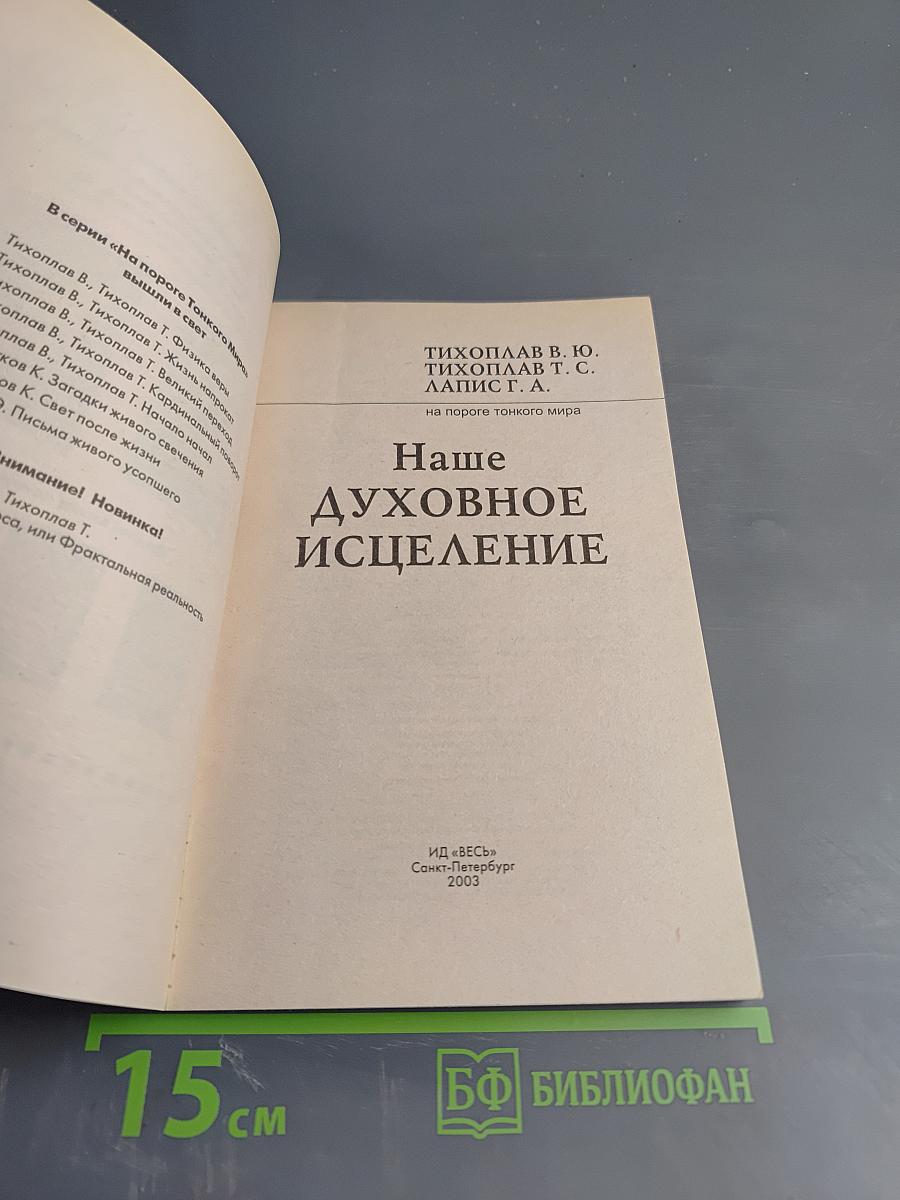 В серии «На пороге Тонкого Мира»
вышли в свет
Тихоплав В., Тихоплав Т. Физика веры
Тихоплав В., Тихоплав Т. Жизнь напрокат
Тихоплав В., Тихоплав Т. Великий переход
В., Тихоплав Т. Кардинальный поворот
В., Тихоплав Т. Начало начал
К. Загадки живого свечения
К. Свет после жизни
Письма живого усопшего
Внимание! Новинка!
Тихоплав Т.
или Фрактальная реальность
ТИХОПЛАВ В. Ю.
ТИХОПЛАВ Т. С.
ЛАПИС Г. А.
на пороге тонкого мира
Наше
ДУХОВНОЕ
ИСЦЕЛЕНИЕ
ИД «ВЕСЬ»
Санкт-Петербург
2003
15 см
БФ БИБЛИОФАН